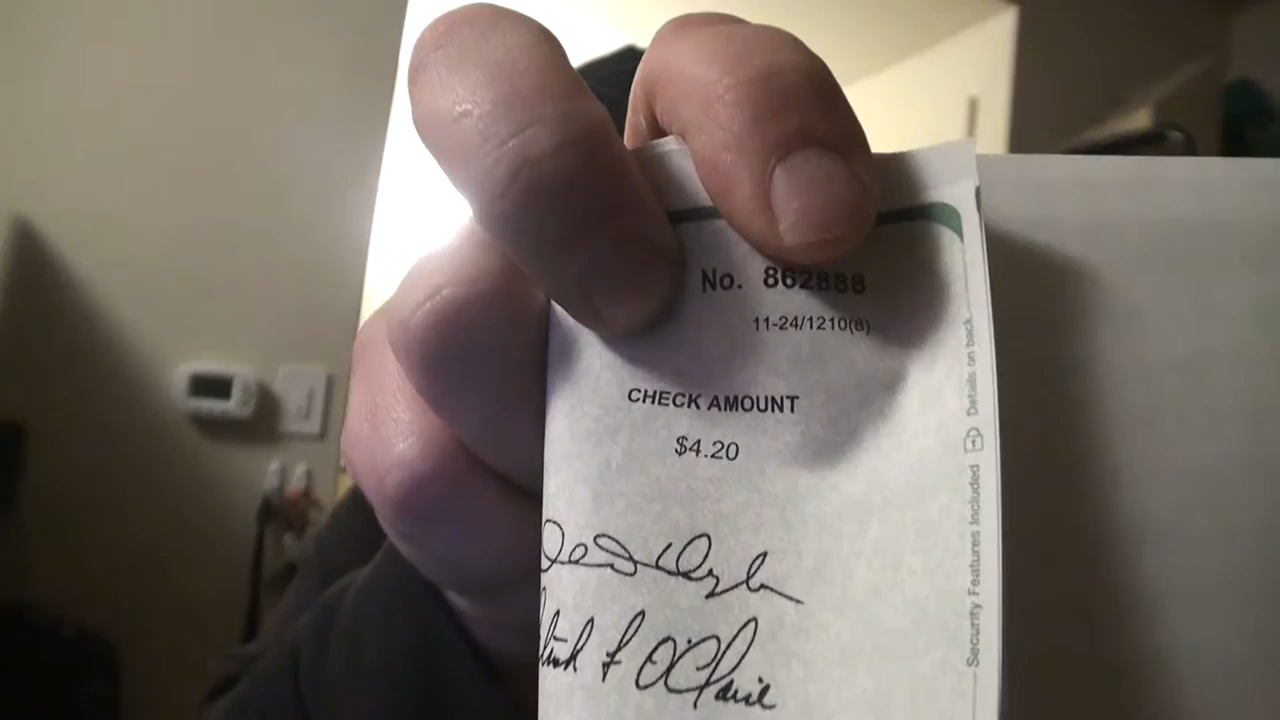 No. 862888
11-24/1210(8)
CHECK AMOUNT
$4.20
Security Features Included Details on back.